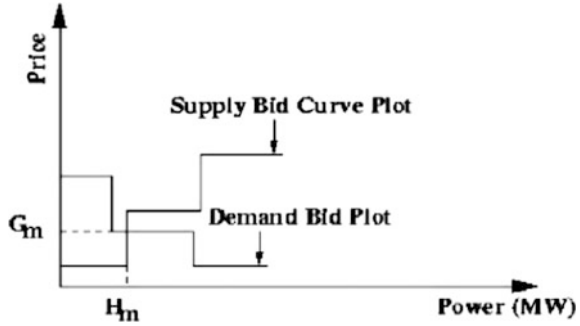 Price
Supply Bid Curve Plot
Demand Bid Plot
Gm
Hm
Power (MW)